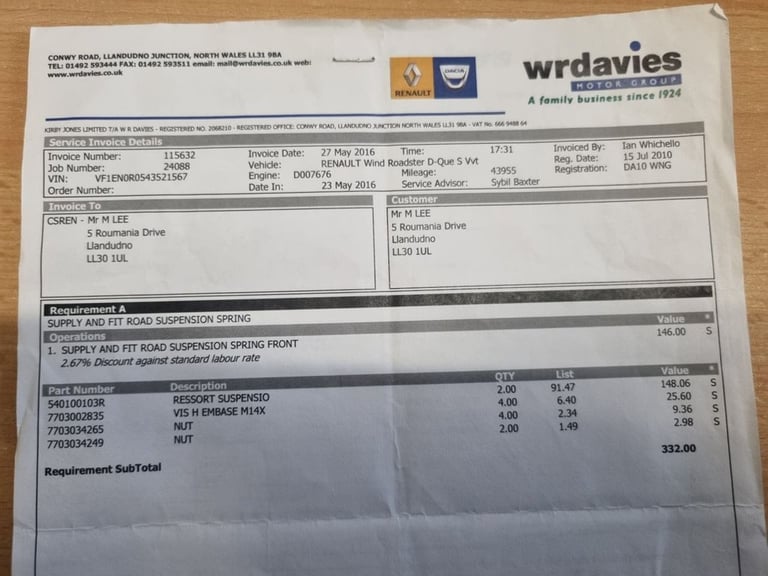 CONWY ROAD, LLANDUDNO JUNCTION, NORTH WALES LL31 9BA
TEL: 01492 593444 FAX: 01492 593511 email: mail@wrdavies.co.uk web:
www.wrdavies.co.uk
RENAULT
DACIA
wrdavies
MOTOR GROUP
A family business since 1924
KIRBY JONES LIMITED T/A W R DAVIES - REGISTERED NO. 2068210 - REGISTERED OFFICE: CONWY ROAD, LLANDUDNO JUNCTION NORTH WALES LL31 9BA - VAT No. 666 9488 64
Service Invoice Details
Invoice Number: 115632 Invoice Date: 27 May 2016 Time: 17:31 Invoiced By: Ian Whichello
Job Number: 24088 Vehicle: RENAULT Wind Roadster D-Que S Vvt Reg. Date: 15 Jul 2010
VIN: VF1EN0R0543521567 Engine: D007676 Mileage: 43955 Registration: DA10 WNG
Order Number: Date In: 23 May 2016 Service Advisor: Sybil Baxter
Invoice To Customer
CSREN - Mr M LEE Mr M LEE
5 Roumania Drive 5 Roumania Drive
Llandudno Llandudno
LL30 1UL LL30 1UL
Requirement A
SUPPLY AND FIT ROAD SUSPENSION SPRING
Operations Value *
1. SUPPLY AND FIT ROAD SUSPENSION SPRING FRONT 146.00 S
2.67% Discount against standard labour rate
Part Number Description QTY List Value *
540100103R RESSORT SUSPENSIO 2.00 91.47 148.06 S
7703002835 VIS H EMBASE M14X 4.00 6.40 25.60 S
7703034265 NUT 4.00 2.34 9.36 S
7703034249 NUT 2.00 1.49 2.98 S
Requirement SubTotal 332.00